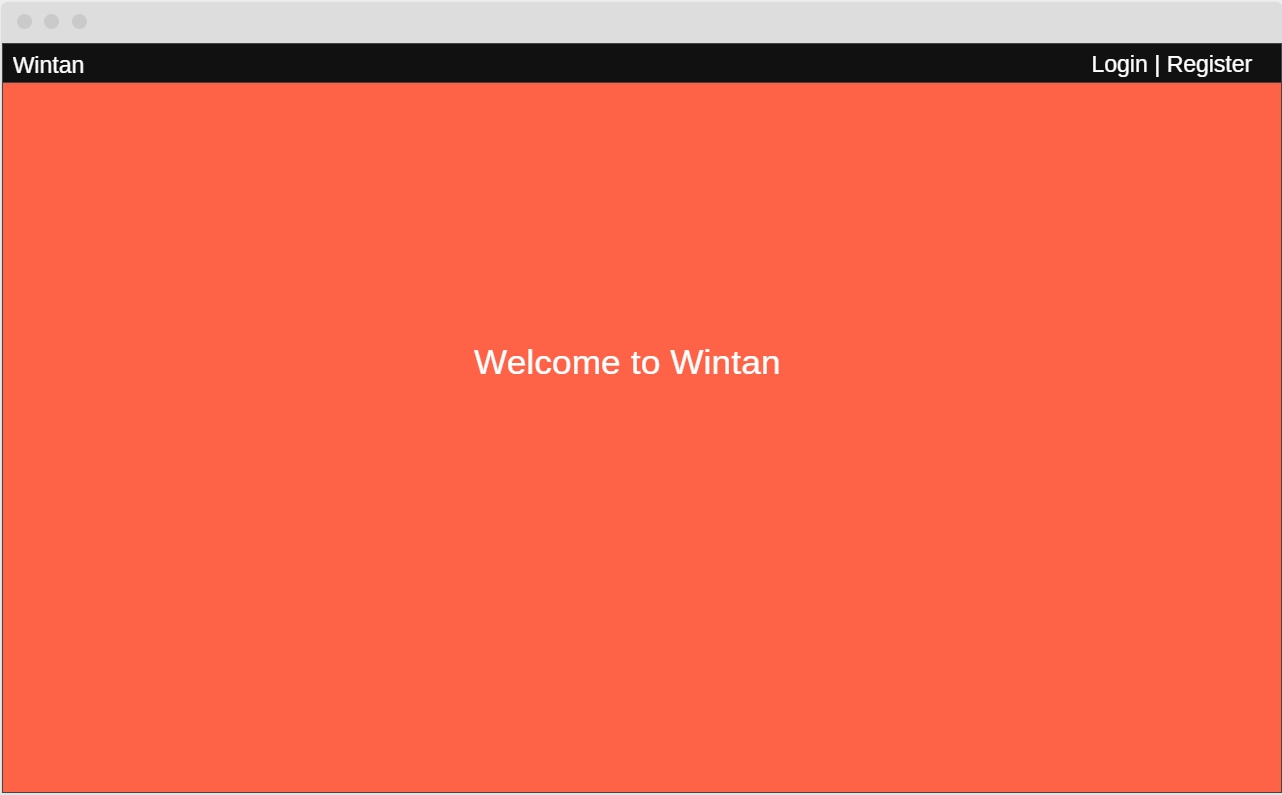 Wintan
Login | Register
Welcome to Wintan